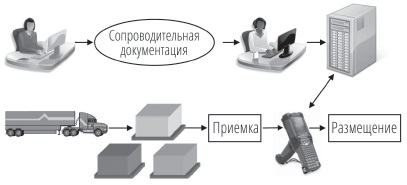 Сопроводительная
документация
Приемка
Размещение